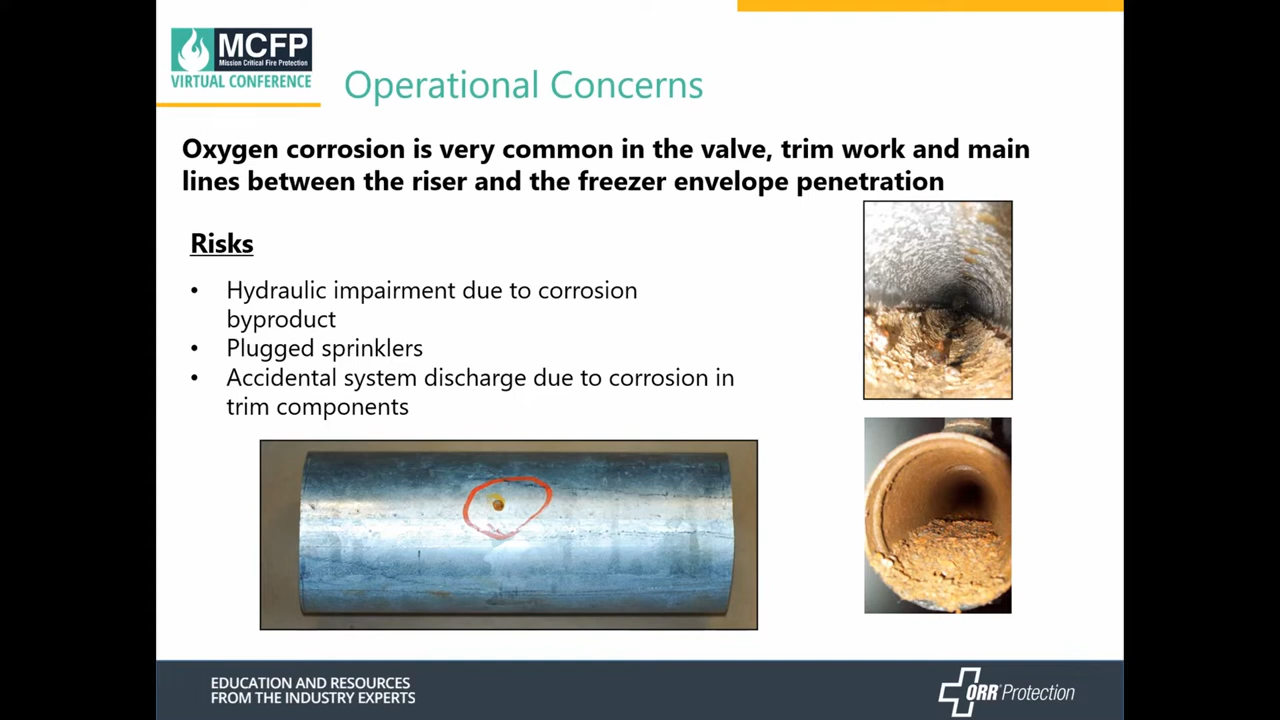 MCFP
Mission Critical Fire Protection
VIRTUAL CONFERENCE
Operational Concerns
Oxygen corrosion is very common in the valve, trim work and main
lines between the riser and the freezer envelope penetration
Risks
• Hydraulic impairment due to corrosion
byproduct
• Plugged sprinklers
• Accidental system discharge due to corrosion in
trim components
EDUCATION AND RESOURCES
FROM THE INDUSTRY EXPERTS
ORR® Protection